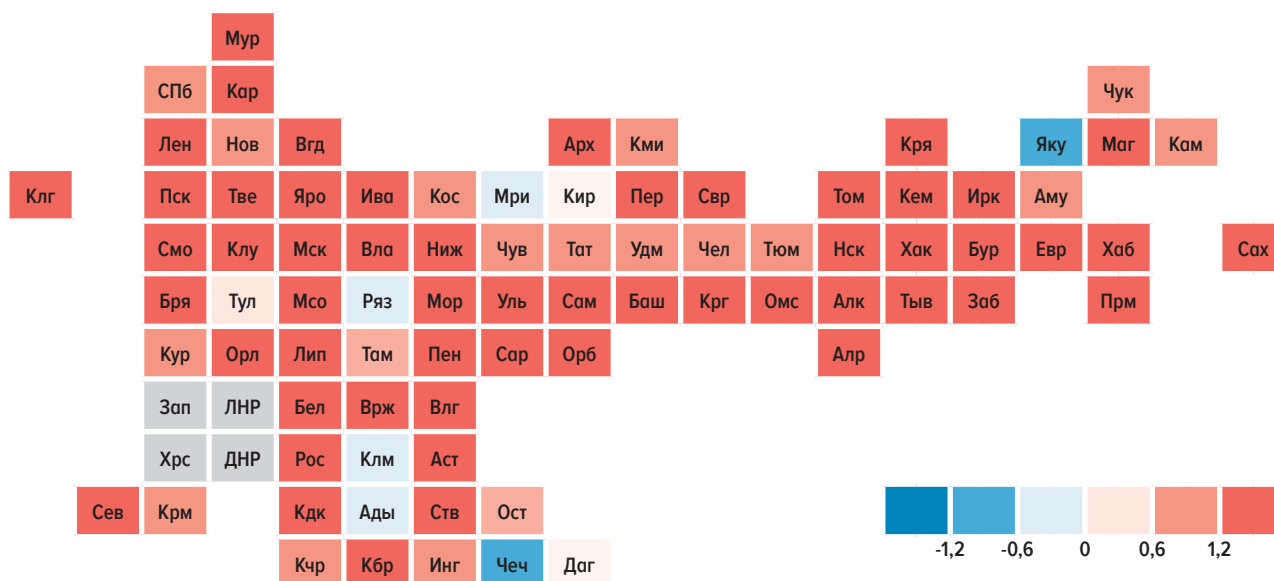 Мур
СПб Кар Чук
Лен Нов Вгд Арх Кми Кря Яку Маг Кам
Клг Пск Тве Яро Ива Кос Мри Кир Пер Свр Том Кем Ирк Аму
Смо Клу Мск Вла Ниж Чув Тат Удм Чел Тюм Нск Хак Бур Евр Хаб Сах
Бря Тул Мсо Ряз Мор Уль Сам Баш Крг Омс Алк Тыв Заб Прм
Кур Орл Лип Там Пен Сар Орб Алр
Зап ЛНР Бел Врж Влг
Хрс ДНР Рос Клм Аст
Сев Крм Кдк Ады Ств Ост
-1,2 -0,6 0 0,6 1,2
Кчр Кбр Инг Чеч Даг